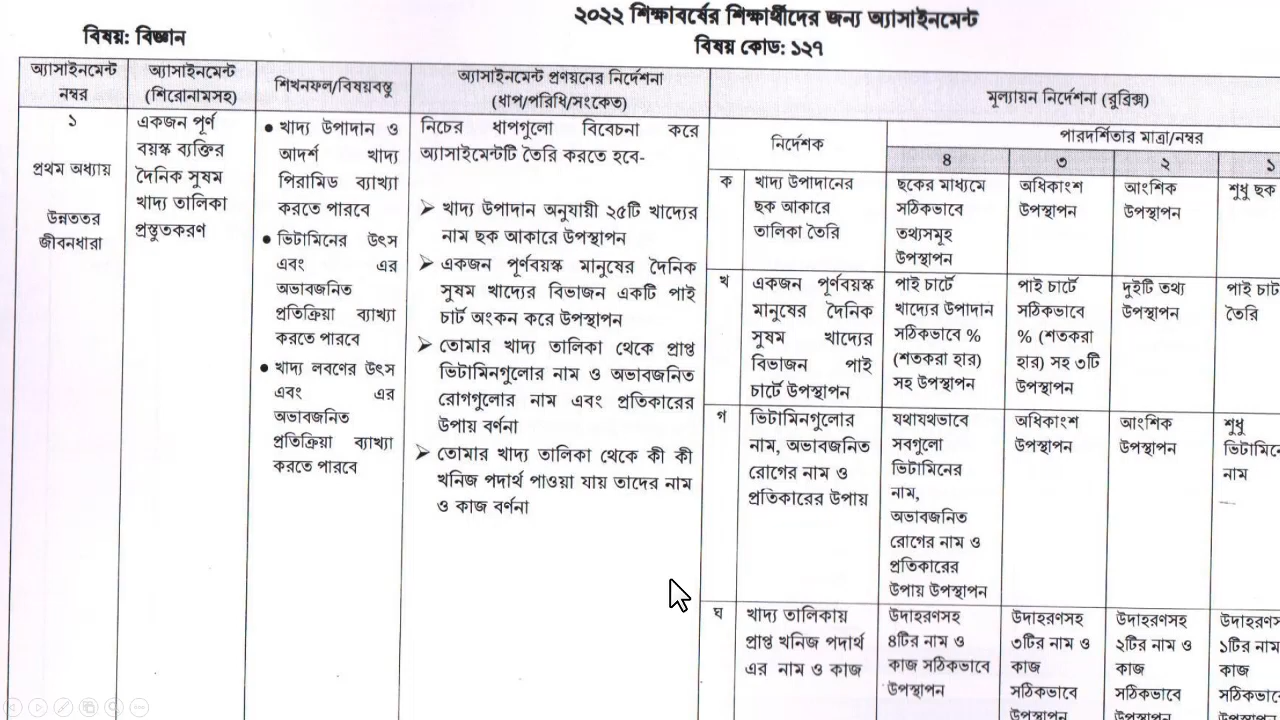 ২০২২ শিক্ষাবর্ষের শিক্ষার্থীদের জন্য অ্যাসাইনমেন্ট
বিষয়: বিজ্ঞান
বিষয় কোড: ১২৭
অ্যাসাইনমেন্ট
নম্বর
অ্যাসাইনমেন্ট
(শিরোনামসহ)
শিখনফল/বিষয়বস্তু
অ্যাসাইনমেন্ট প্রণয়নের নির্দেশনা
(ধাপ/পরিধি/সংকেত)
মূল্যায়ন নির্দেশনা (রুব্রিক্স)
১
প্রথম অধ্যায়
উন্নততর
জীবনধারা
একজন পূর্ণ
বয়স্ক ব্যক্তির
দৈনিক সুষম
খাদ্য তালিকা
প্রস্তুতকরণ
● খাদ্য উপাদান ও
আদর্শ খাদ্য
পিরামিড ব্যাখ্যা
করতে পারবে
● ভিটামিনের উৎস
এবং এর
অভাবজনিত
প্রতিক্রিয়া ব্যাখ্যা
করতে পারবে
● খাদ্য লবণের উৎস
এবং এর
অভাবজনিত
প্রতিক্রিয়া ব্যাখ্যা
করতে পারবে
নিচের ধাপগুলো বিবেচনা করে
অ্যাসাইমেন্টটি তৈরি করতে হবে-
➢ খাদ্য উপাদান অনুযায়ী ২৫টি খাদ্যের
নাম ছক আকারে উপস্থাপন
➢ একজন পূর্ণবয়স্ক মানুষের দৈনিক
সুষম খাদ্যের বিভাজন একটি পাই
চার্ট অংকন করে উপস্থাপন
➢ তোমার খাদ্য তালিকা থেকে প্রাপ্ত
ভিটামিনগুলোর নাম ও অভাবজনিত
রোগগুলোর নাম এবং প্রতিকারের
উপায় বর্ণনা
➢ তোমার খাদ্য তালিকা থেকে কী কী
খনিজ পদার্থ পাওয়া যায় তাদের নাম
ও কাজ বর্ণনা
নির্দেশক
পারদর্শিতার মাত্রা/নম্বর
৪
৩
২
১
ক
খাদ্য উপাদানের
ছক আকারে
তালিকা তৈরি
ছকের মাধ্যমে
সঠিকভাবে
তথ্যসমূহ
উপস্থাপন
অধিকাংশ
উপস্থাপন
আংশিক
উপস্থাপন
শুধু ছক
খ
একজন পূর্ণবয়স্ক
মানুষের দৈনিক
সুষম খাদ্যের
বিভাজন পাই
চার্টে উপস্থাপন
পাই চার্টে
খাদ্যের উপাদান
সঠিকভাবে %
(শতকরা হার)
সহ উপস্থাপন
পাই চার্টে
সঠিকভাবে
% (শতকরা
হার) সহ ৩টি
উপস্থাপন
দুইটি তথ্য
উপস্থাপন
পাই চার্ট
তৈরি
গ
ভিটামিনগুলোর
নাম, অভাবজনিত
রোগের নাম ও
প্রতিকারের উপায়
যথাযথভাবে
সবগুলো
ভিটামিনের
নাম,
অভাবজনিত
রোগের নাম ও
প্রতিকারের
উপায় উপস্থাপন
অধিকাংশ
উপস্থাপন
আংশিক
উপস্থাপন
শুধু
নাম
ঘ
খাদ্য তালিকায়
প্রাপ্ত খনিজ পদার্থ
এর নাম ও কাজ
উদাহরণসহ
৪টির নাম ও
কাজ সঠিকভাবে
উপস্থাপন
উদাহরণসহ
৩টির নাম ও
কাজ
সঠিকভাবে
উপস্থাপন
উদাহরণসহ
২টির নাম ও
কাজ
সঠিকভাবে
উপস্থাপন
১টির নাম
কাজ